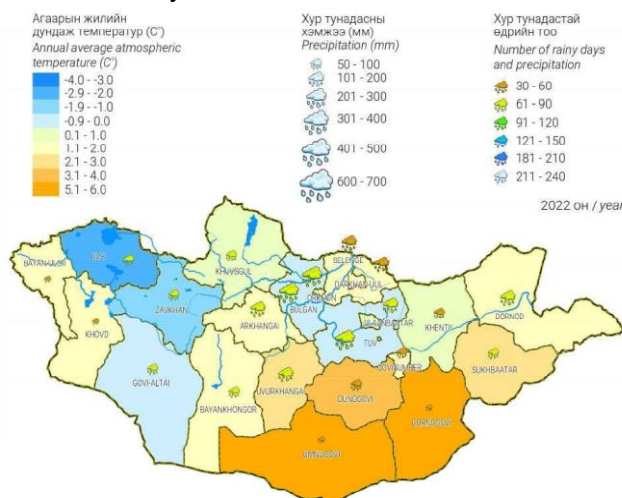 Агаарын жилийн
дундаж температур (С°)
Annual average atmospheric
temperature (C°)
-4.0 - -3.0
-2.9 - -2.0
-1.9 - -1.0
-0.9 - 0.0
0.1 - 1.0
1.1 - 2.0
2.1 - 3.0
3.1 - 4.0
5.1 - 6.0
Хур тунадасны
хэмжээ (мм)
Precipitation (mm)
50 - 100
101 - 200
201 - 300
301 - 400
401 - 500
600 - 700
Хур тунадастай
өдрийн тоо
Number of rainy days
and precipitation
30 - 60
61 - 90
91 - 120
121 - 150
181 - 210
211 - 240
2022 он / year
BAYAN-ULGII
UVS
KHUVSGUL
SELENGE
DARKHAN-UUL
ZAVKHAN
ORKHON
BULGAN
ARKHANGAI
ULAANBAATAR
TUV
KHENTII
DORNOD
KHOVD
GOVI-ALTAI
BAYANKHONGOR
UVURKHANGAI
DUNDGOVI
GOVISUMBER
SUKHBAATAR
DORNOGOVI
UMNUGOVI